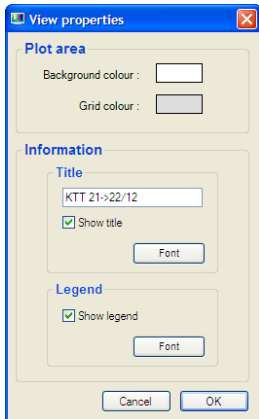 View properties
Plot area
Background colour :
Grid colour :
Information
Title
KTT 21->22/12
Show title
Font
Legend
Show legend
Font
Cancel OK